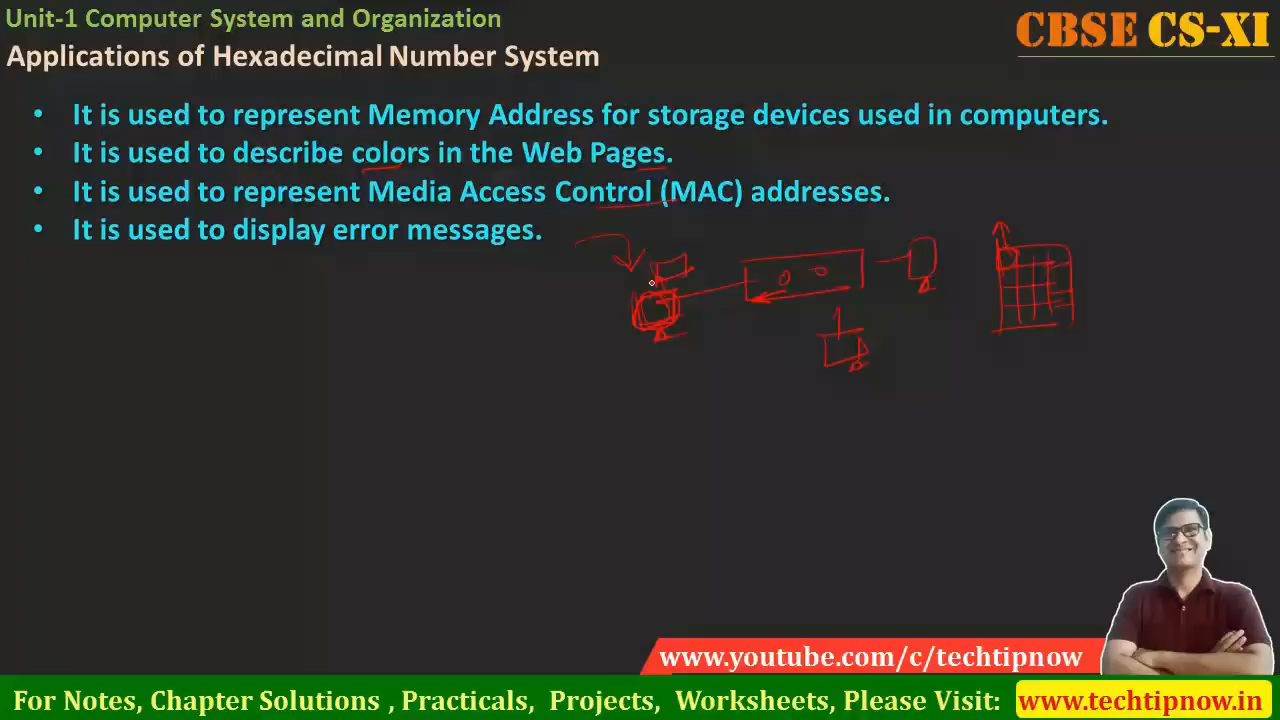 Unit-1 Computer System and Organization
CBSE CS-XI
Applications of Hexadecimal Number System
• It is used to represent Memory Address for storage devices used in computers.
• It is used to describe colors in the Web Pages.
• It is used to represent Media Access Control (MAC) addresses.
• It is used to display error messages.
www.youtube.com/c/techtipnow
For Notes, Chapter Solutions , Practicals, Projects, Worksheets, Please Visit: www.techtipnow.in